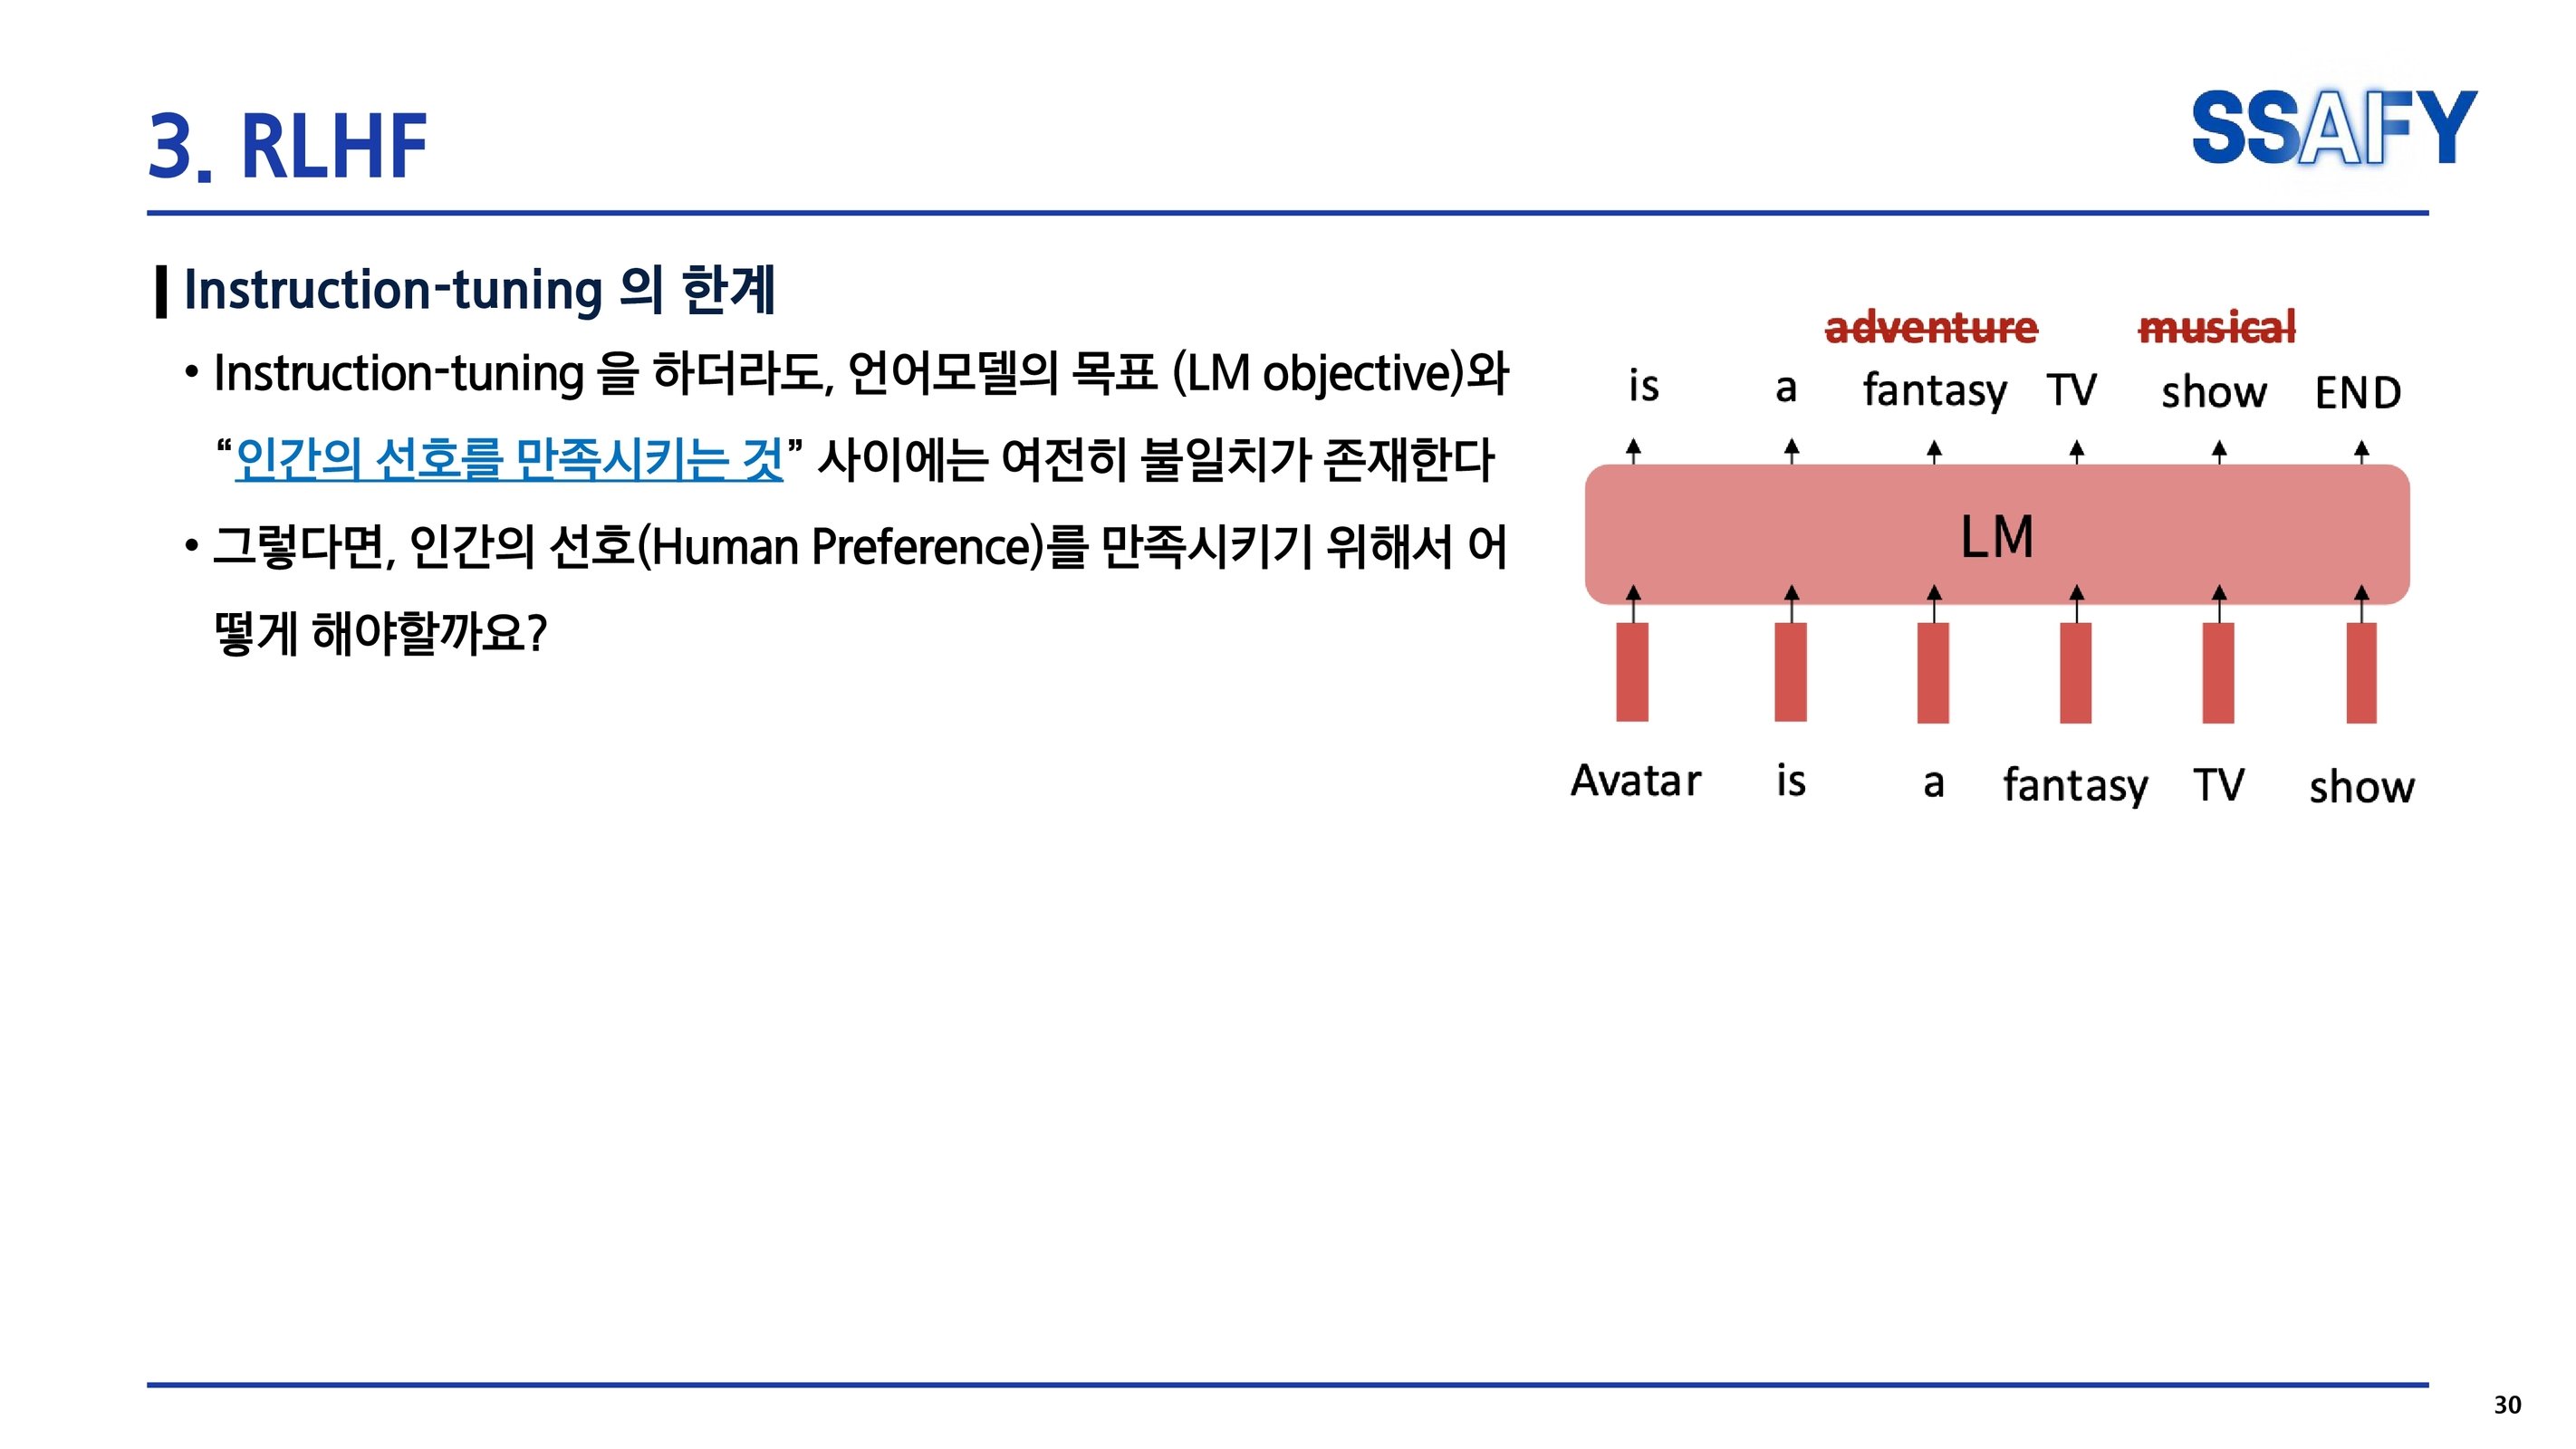 3. RLHF
SSAFY
Instruction-tuning 의 한계
• Instruction-tuning 을 하더라도, 언어모델의 목표 (LM objective)와
“인간의 선호를 만족시키는 것” 사이에는 여전히 불일치가 존재한다
• 그렇다면, 인간의 선호(Human Preference)를 만족시키기 위해서 어
떻게 해야할까요?
adventure musical
is a fantasy TV show END
LM
Avatar is a fantasy TV show
30